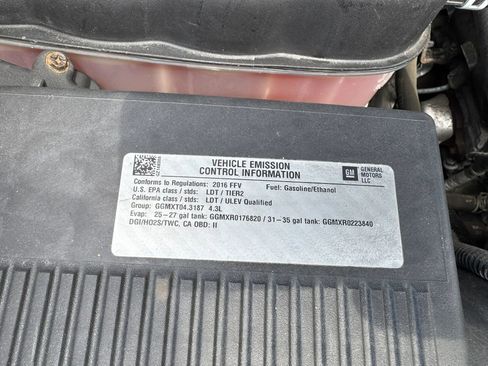 VEHICLE EMISSION
CONTROL INFORMATION
GM
GENERAL
MOTORS
LLC
Conforms to Regulations: 2016 FFV Fuel: Gasoline/Ethanol
U.S. EPA class / stds: LDT / TIER2
California class / stds: LDT / ULEV Qualified
Group: GGMXT04.3187 4.3L
Evap: 25-27 gal tank: GGMXR0176820 / 31-35 gal tank: GGMXR0223840
DGI/HO2S/TWC, CA OBD: II